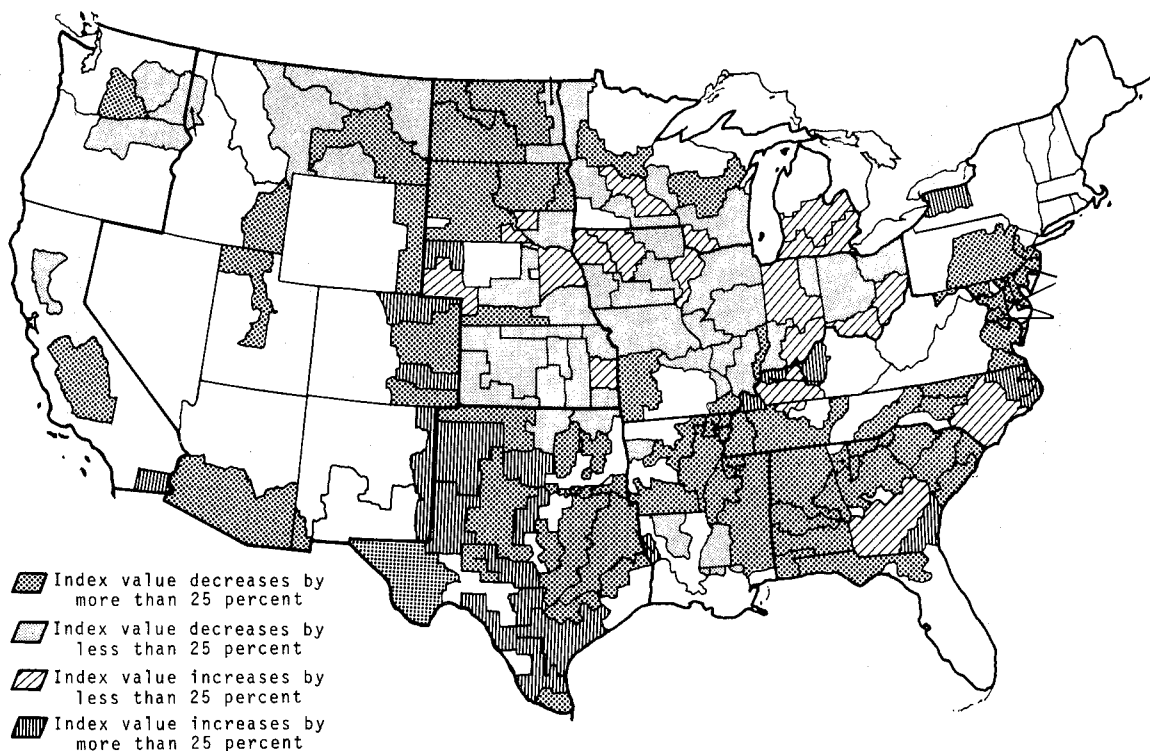 Index value decreases by
more than 25 percent
Index value decreases by
less than 25 percent
Index value increases by
less than 25 percent
Index value increases by
more than 25 percent